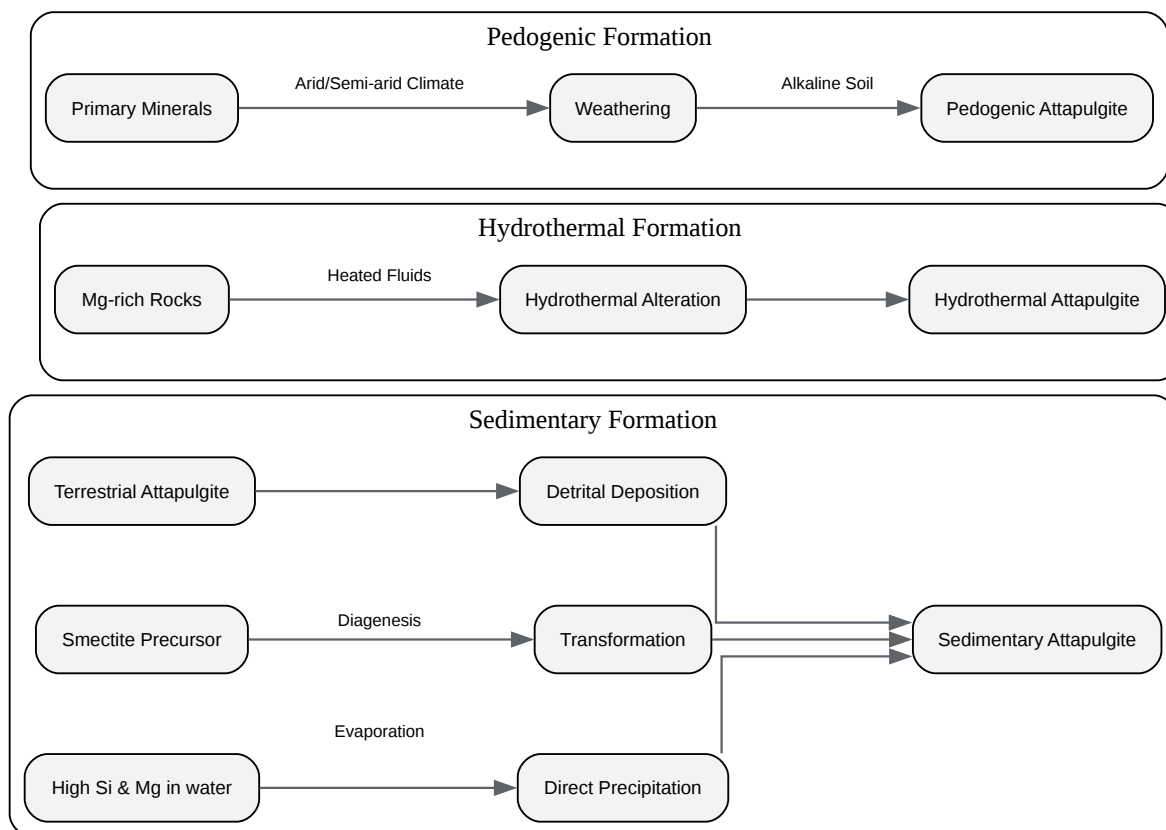 Pedogenic Formation
Arid/Semi-arid Climate
Alkaline Soil
Primary Minerals
Weathering
Pedogenic Attapulgite
Hydrothermal Formation
Heated Fluids
Mg-rich Rocks
Hydrothermal Alteration
Hydrothermal Attapulgite
Sedimentary Formation
Terrestrial Attapulgite
Detrital Deposition
Diagenesis
Smectite Precursor
Transformation
Sedimentary Attapulgite
Evaporation
High Si & Mg in water
Direct Precipitation